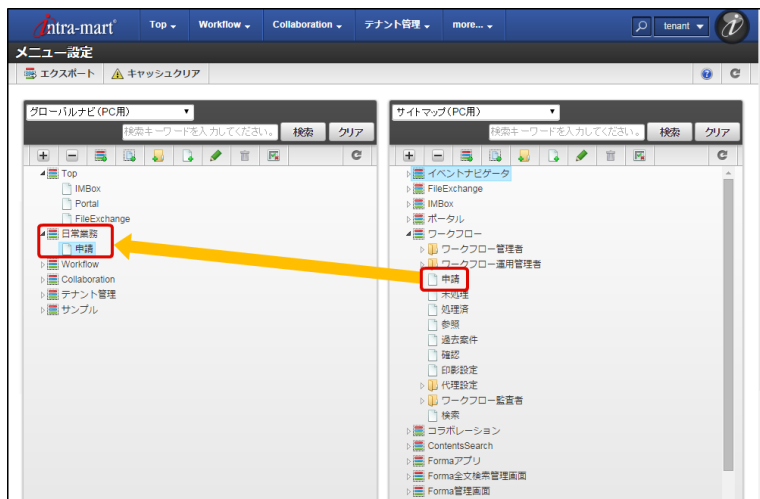 intra-mart Top Workflow Collaboration テナント管理 more... tenant
メニュー設定
エクスポート キャッシュクリア
グローバルナビ(PC用)
検索キーワードを入力してください。 検索 クリア
Top
IMBox
Portal
FileExchange
日常業務
申請
Workflow
Collaboration
テナント管理
サンプル
サイトマップ(PC用)
検索キーワードを入力してください。 検索 クリア
イベントナビゲータ
FileExchange
IMBox
ポータル
ワークフロー
ワークフロー管理者
ワークフロー運用管理者
申請
未処理
処理済
参照
過去案件
確認
印影設定
代理設定
ワークフロー監査者
検索
コラボレーション
ContentsSearch
Formaアプリ
Forma全文検索管理画面
Forma管理画面